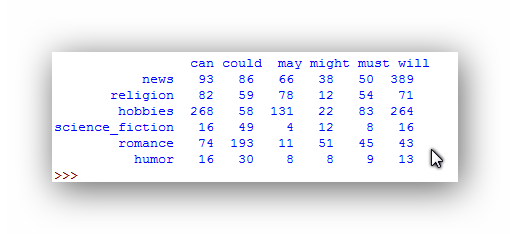 can could may might must will
news 93 86 66 38 50 389
religion 82 59 78 12 54 71
hobbies 268 58 131 22 83 264
science_fiction 16 49 4 12 8 16
romance 74 193 11 51 45 43
humor 16 30 8 8 9 13
>>>